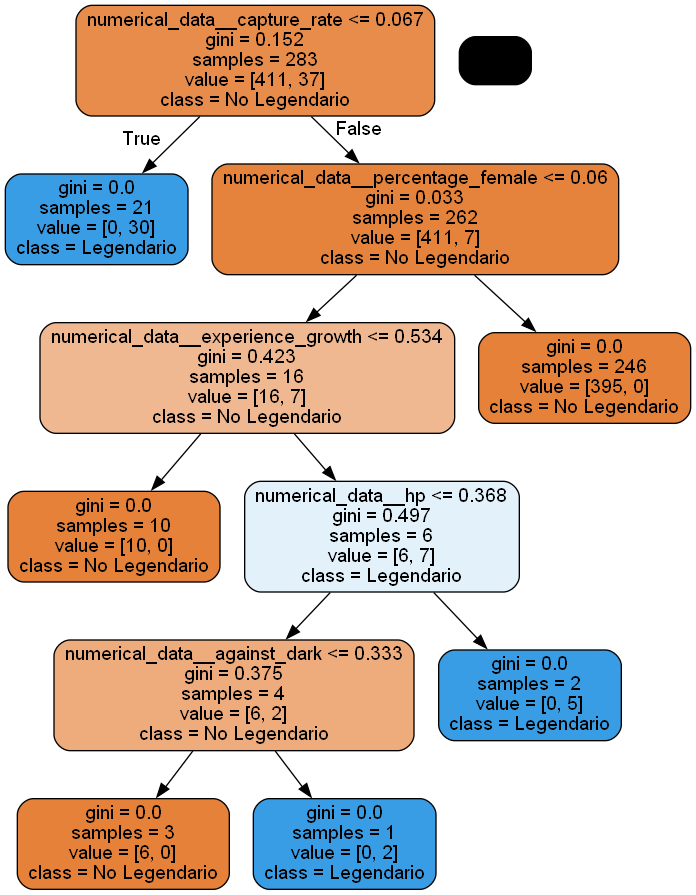 numerical_data__capture_rate <= 0.067
gini = 0.152
samples = 283
value = [411, 37]
class = No Legendario
True
False
gini = 0.0
samples = 21
value = [0, 30]
class = Legendario
numerical_data__percentage_female <= 0.06
gini = 0.033
samples = 262
value = [411, 7]
class = No Legendario
numerical_data__experience_growth <= 0.534
gini = 0.423
samples = 16
value = [16, 7]
class = No Legendario
gini = 0.0
samples = 246
value = [395, 0]
class = No Legendario
gini = 0.0
samples = 10
value = [10, 0]
class = No Legendario
numerical_data__hp <= 0.368
gini = 0.497
samples = 6
value = [6, 7]
class = Legendario
numerical_data__against_dark <= 0.333
gini = 0.375
samples = 4
value = [6, 2]
class = No Legendario
gini = 0.0
samples = 2
value = [0, 5]
class = Legendario
gini = 0.0
samples = 3
value = [6, 0]
class = No Legendario
gini = 0.0
samples = 1
value = [0, 2]
class = Legendario